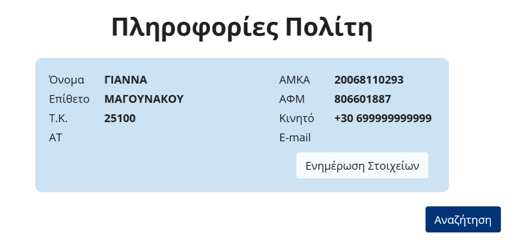 Πληροφορίες Πολίτη
Όνομα ΓΙΑΝΝΑ
Επίθετο ΜΑΓΟΥΝΑΚΟΥ
Τ.Κ. 25100
ΑΤ
ΑΜΚΑ 20068110293
ΑΦΜ 806601887
Κινητό +30 699999999999
E-mail
Ενημέρωση Στοιχείων
Αναζήτηση